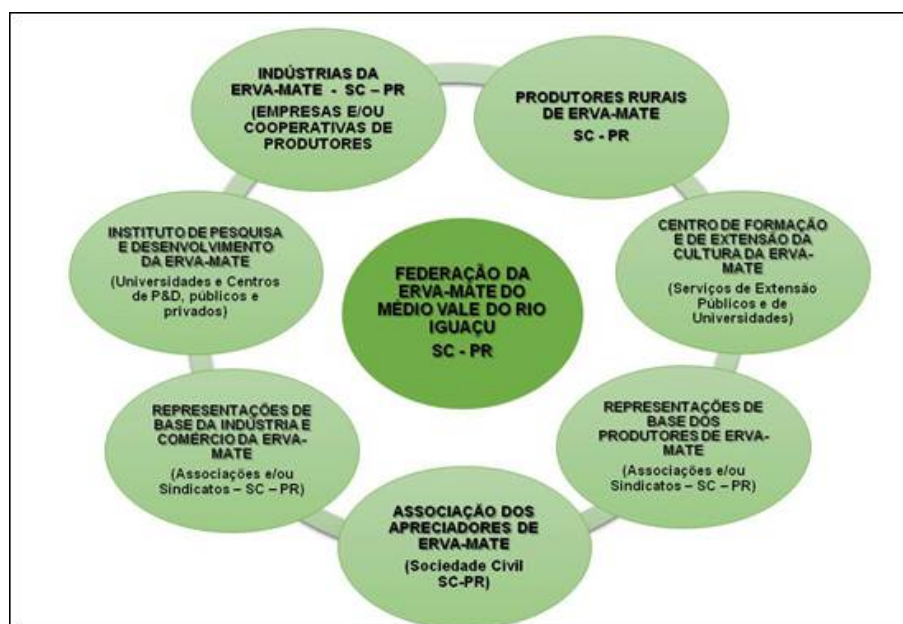 INDÚSTRIAS DA
ERVA-MATE - SC – PR
(EMPRESAS E/OU
COOPERATIVAS DE
PRODUTORES
PRODUTORES RURAIS
DE ERVA-MATE
SC - PR
CENTRO DE FORMAÇÃO
E DE EXTENSÃO DA
CULTURA DA ERVA-
MATE
(Serviços de Extensão
Públicos e de
Universidades)
REPRESENTAÇÕES DE
BASE DOS
PRODUTORES DE ERVA-
MATE
(Associações e/ou
Sindicatos – SC – PR)
ASSOCIAÇÃO DOS
APRECIADORES DE
ERVA-MATE
(Sociedade Civil
SC-PR)
REPRESENTAÇÕES DE
BASE DA INDÚSTRIA E
COMÉRCIO DA ERVA-
MATE
(Associações e/ou
Sindicatos – SC – PR)
INSTITUTO DE PESQUISA
E DESENVOLVIMENTO
DA ERVA-MATE
(Universidades e Centros
de P&D, públicos e
privados)
FEDERAÇÃO DA
ERVA-MATE DO
MÉDIO VALE DO RIO
IGUAÇU
SC - PR